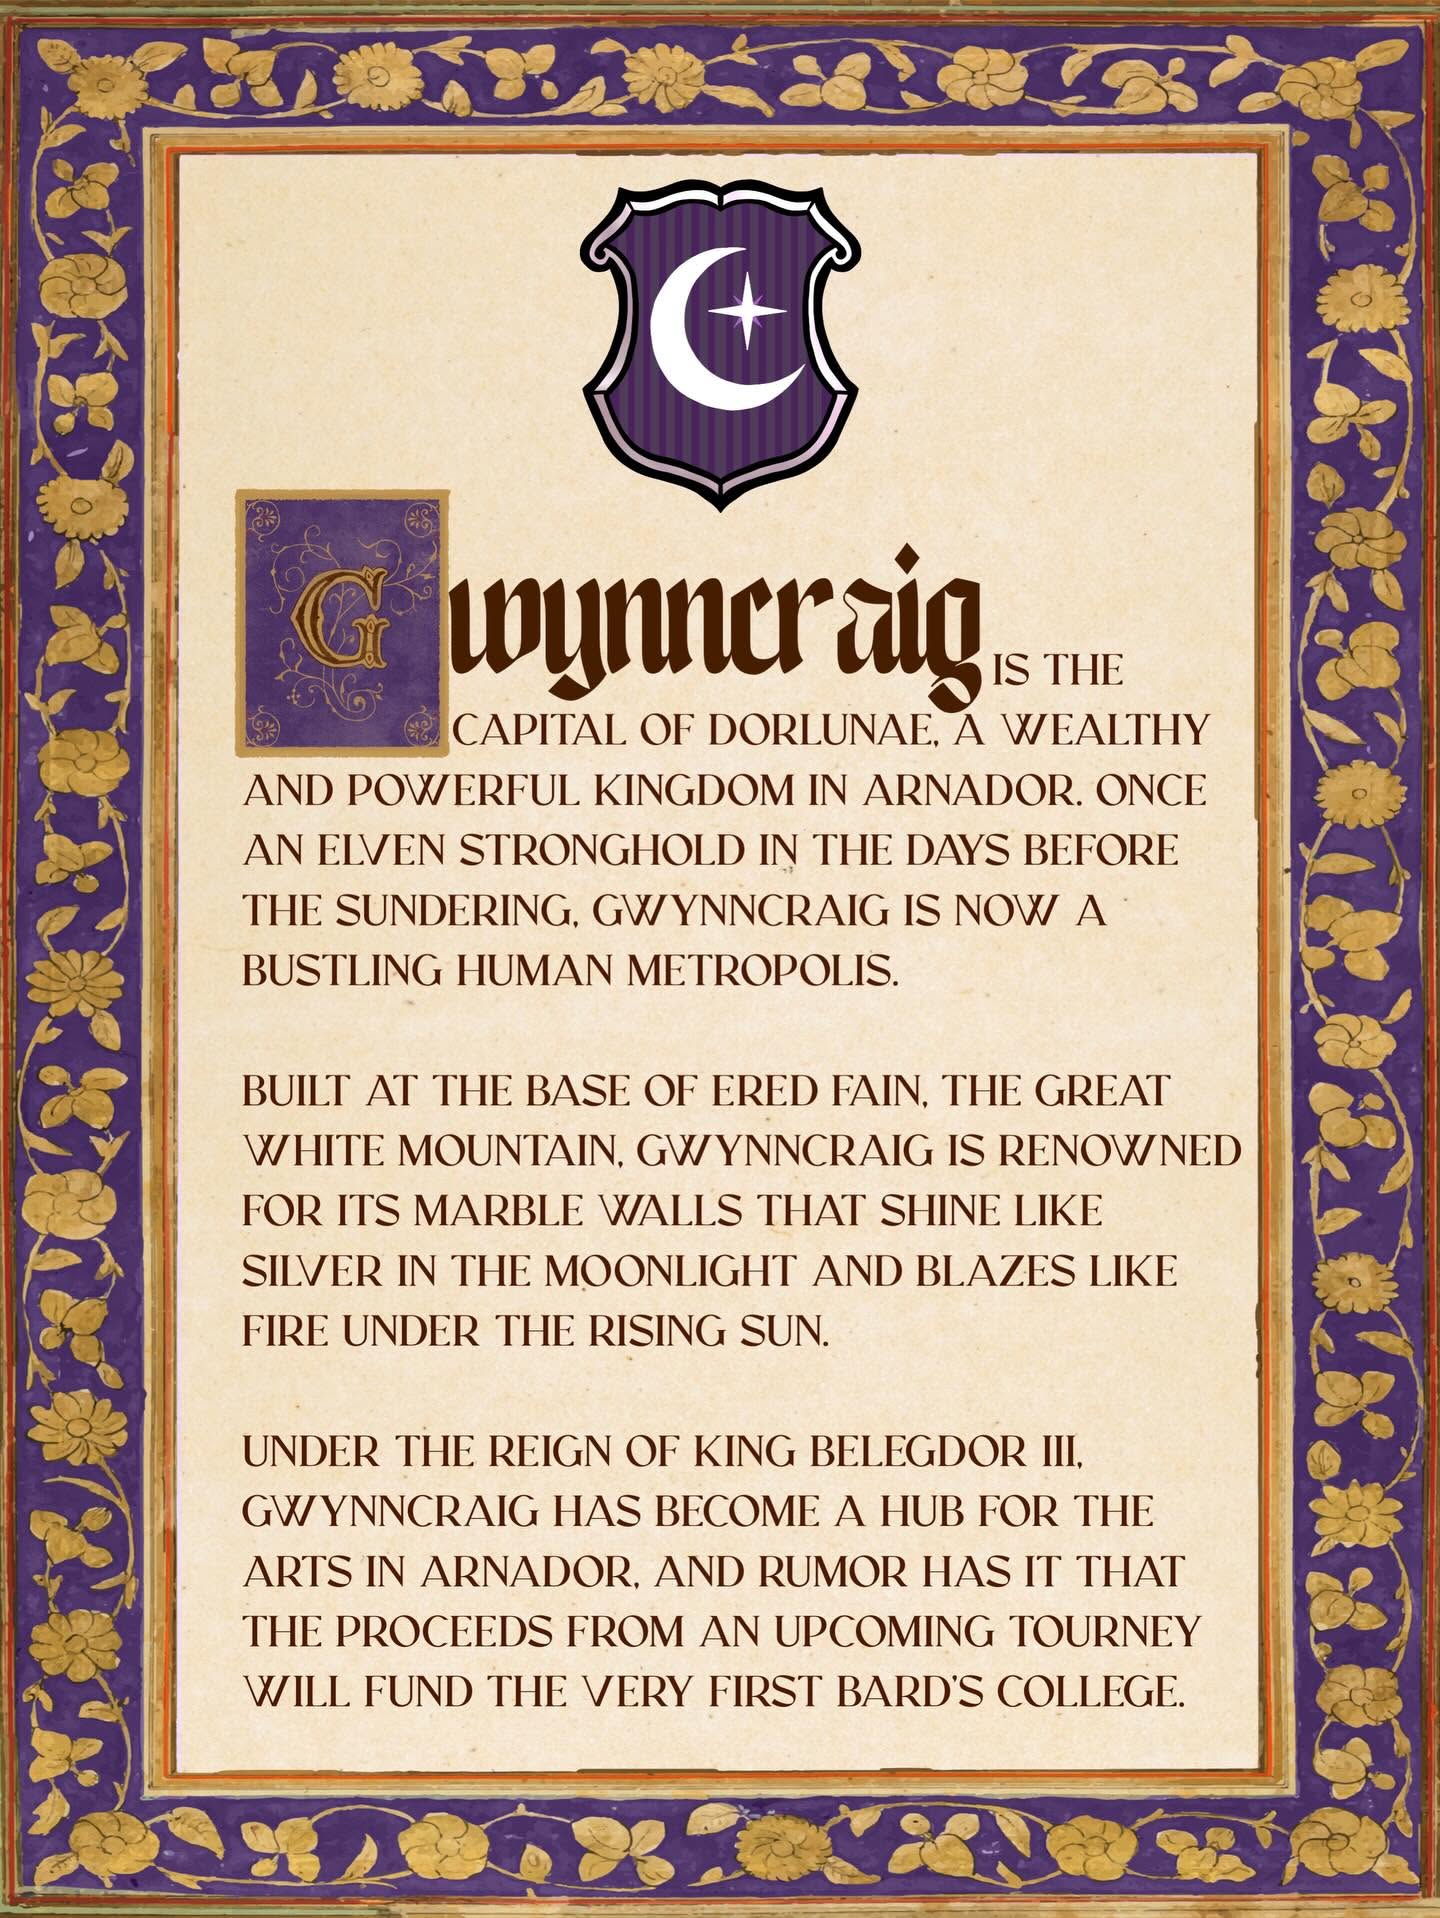 Gwynncraig IS THE
CAPITAL OF DORLUNAE, A WEALTHY
AND POWERFUL KINGDOM IN ARNADOR. ONCE
AN ELVEN STRONGHOLD IN THE DAYS BEFORE
THE SUNDERING, GWYNNCRAIG IS NOW A
BUSTLING HUMAN METROPOLIS.
BUILT AT THE BASE OF ERED FAIN, THE GREAT
WHITE MOUNTAIN, GWYNNCRAIG IS RENOWNED
FOR ITS MARBLE WALLS THAT SHINE LIKE
SILVER IN THE MOONLIGHT AND BLAZES LIKE
FIRE UNDER THE RISING SUN.
UNDER THE REIGN OF KING BELEGDOR III,
GWYNNCRAIG HAS BECOME A HUB FOR THE
ARTS IN ARNADOR, AND RUMOR HAS IT THAT
THE PROCEEDS FROM AN UPCOMING TOURNEY
WILL FUND THE VERY FIRST BARD'S COLLEGE.